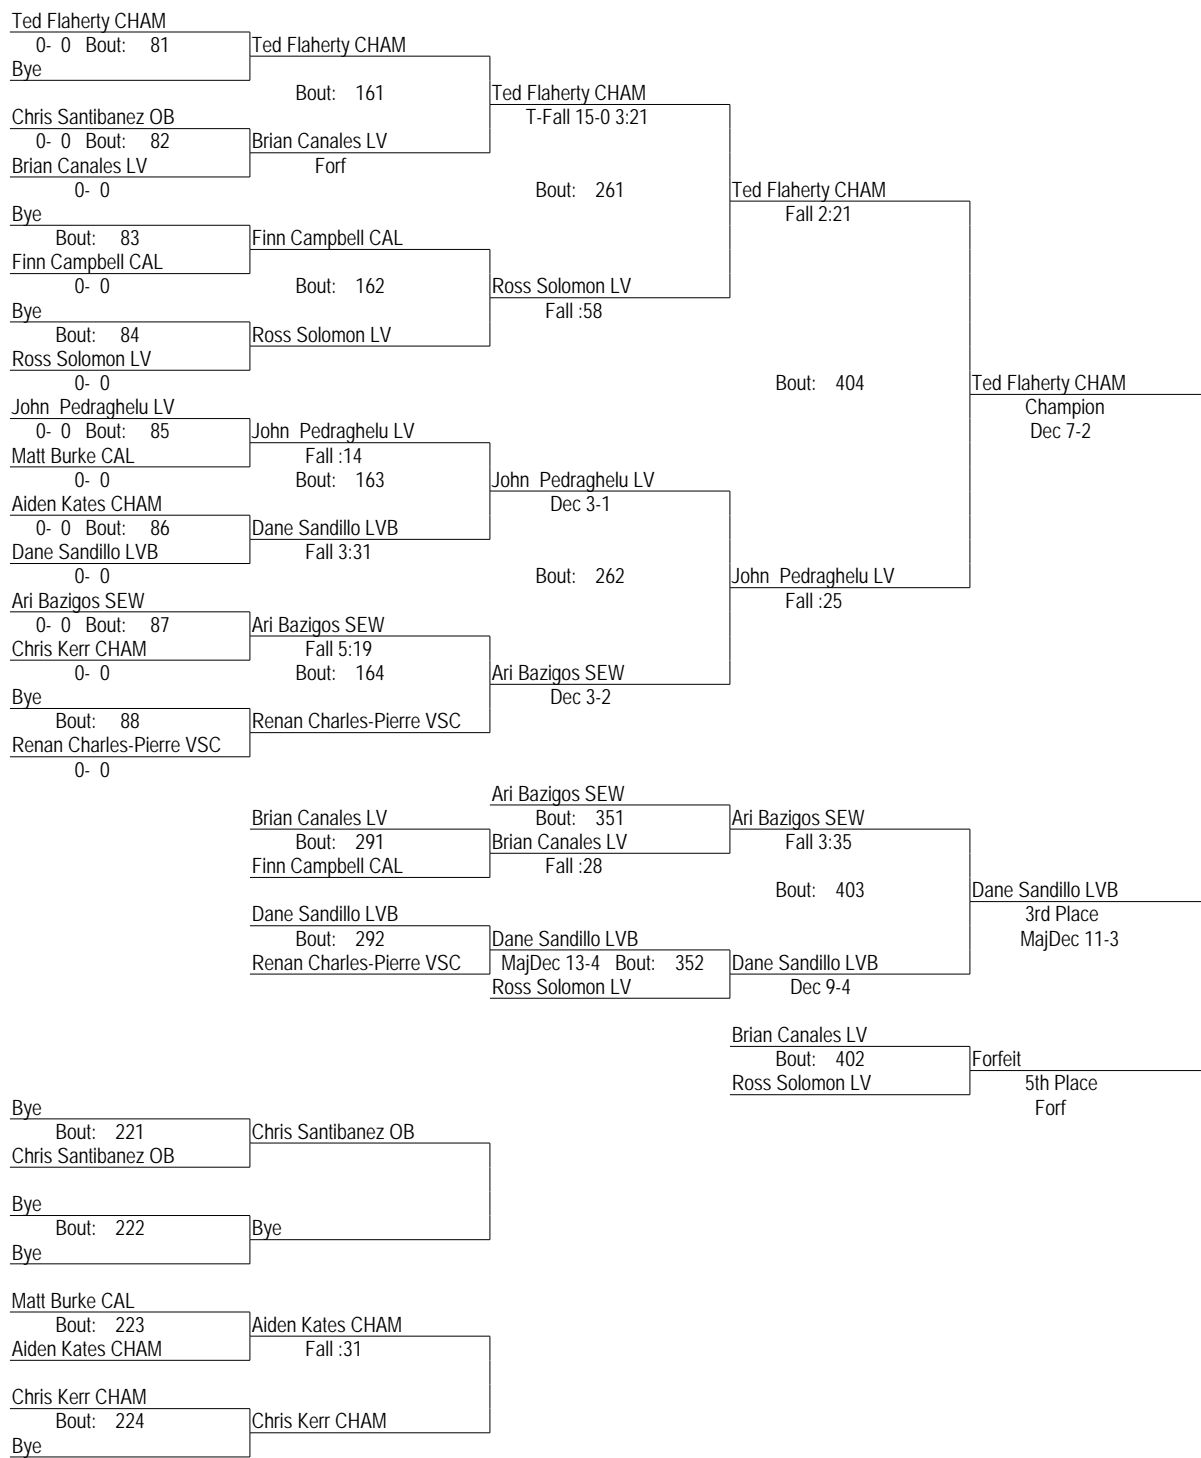 Ted Flaherty CHAM
0- 0 Bout: 81 Ted Flaherty CHAM
Bye
Bout: 161 Ted Flaherty CHAM
Chris Santibanez OB T-Fall 15-0 3:21
0- 0 Bout: 82 Brian Canales LV
Brian Canales LV Forf
0- 0 Bout: 261 Ted Flaherty CHAM
Bye Fall 2:21
Bout: 83 Finn Campbell CAL
Finn Campbell CAL
0- 0 Bout: 162 Ross Solomon LV
Bye Fall :58
Bout: 84 Ross Solomon LV
Ross Solomon LV
0- 0 Bout: 404 Ted Flaherty CHAM
John Pedraghelu LV Champion
0- 0 Bout: 85 John Pedraghelu LV Dec 7-2
Matt Burke CAL Fall :14
0- 0 Bout: 163 John Pedraghelu LV
Aiden Kates CHAM Dec 3-1
0- 0 Bout: 86 Dane Sandillo LVB
Dane Sandillo LVB Fall 3:31
0- 0 Bout: 262 John Pedraghelu LV
Ari Bazigos SEW Fall :25
0- 0 Bout: 87 Ari Bazigos SEW
Chris Kerr CHAM Fall 5:19
0- 0 Bout: 164 Ari Bazigos SEW
Bye Dec 3-2
Bout: 88 Renan Charles-Pierre VSC
Renan Charles-Pierre VSC
0- 0
Ari Bazigos SEW
Brian Canales LV Bout: 351 Ari Bazigos SEW
Bout: 291 Brian Canales LV Fall 3:35
Finn Campbell CAL Fall :28
Bout: 403 Dane Sandillo LVB
Dane Sandillo LVB 3rd Place
Bout: 292 Dane Sandillo LVB MajDec 11-3
Renan Charles-Pierre VSC MajDec 13-4 Bout: 352 Dane Sandillo LVB
Ross Solomon LV Dec 9-4
Brian Canales LV
Bout: 402 Forfeit
Ross Solomon LV 5th Place
Bye Forf
Bout: 221 Chris Santibanez OB
Chris Santibanez OB
Bye
Bout: 222 Bye
Bye
Matt Burke CAL
Bout: 223 Aiden Kates CHAM
Aiden Kates CHAM Fall :31
Chris Kerr CHAM
Bout: 224 Chris Kerr CHAM
Bye